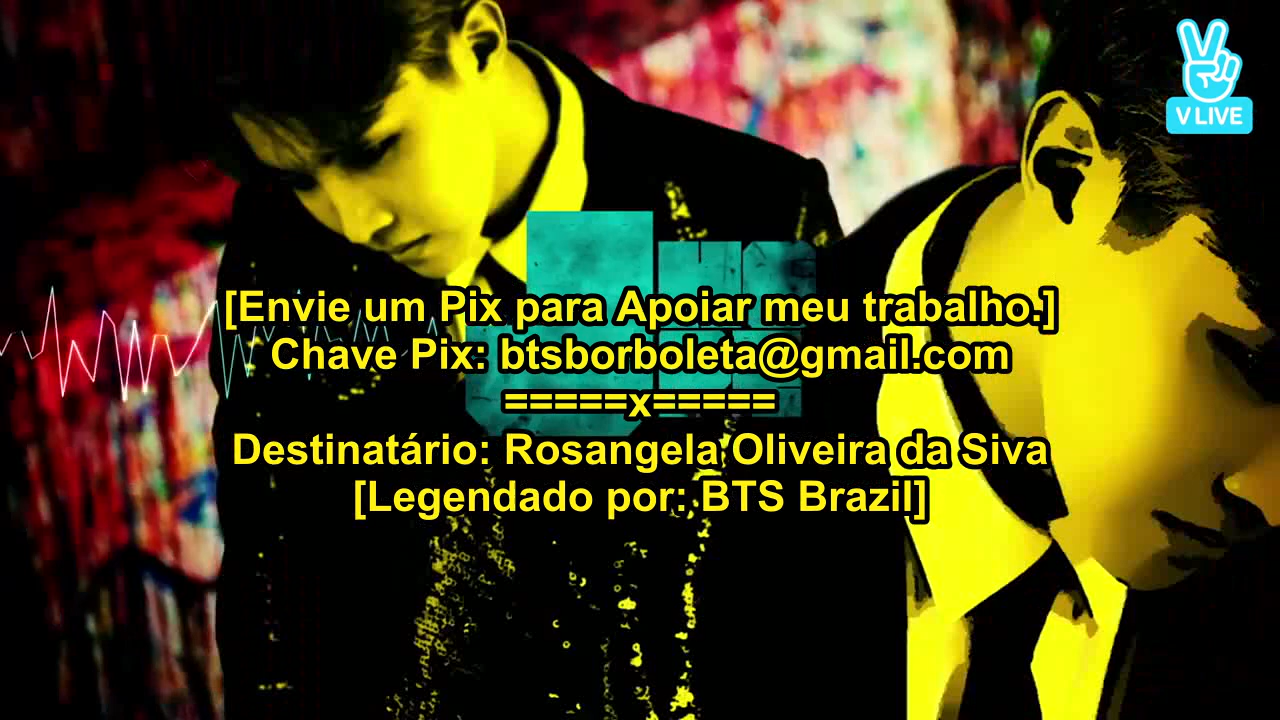 V LIVE
[Envie um Pix para Apoiar meu trabalho.]
Chave Pix: btsborboleta@gmail.com
=====x=====
Destinatário: Rosangela Oliveira da Siva
[Legendado por: BTS Brazil]